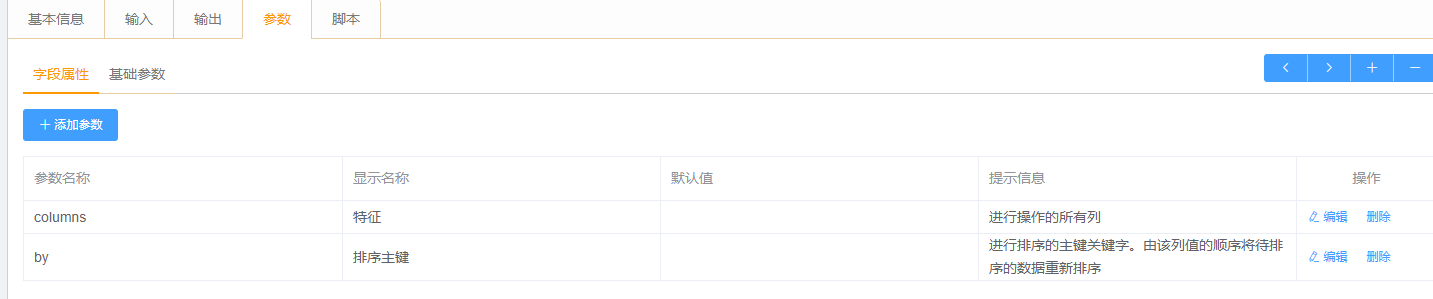 基本信息 输入 输出 参数 脚本
字段属性 基础参数
添加参数
参数名称 显示名称 默认值 提示信息 操作
columns 特征 进行操作的所有列 编辑 删除
by 排序主键 进行排序的主键关键字。由该列值的顺序将待排 编辑 删除
序的数据重新排序